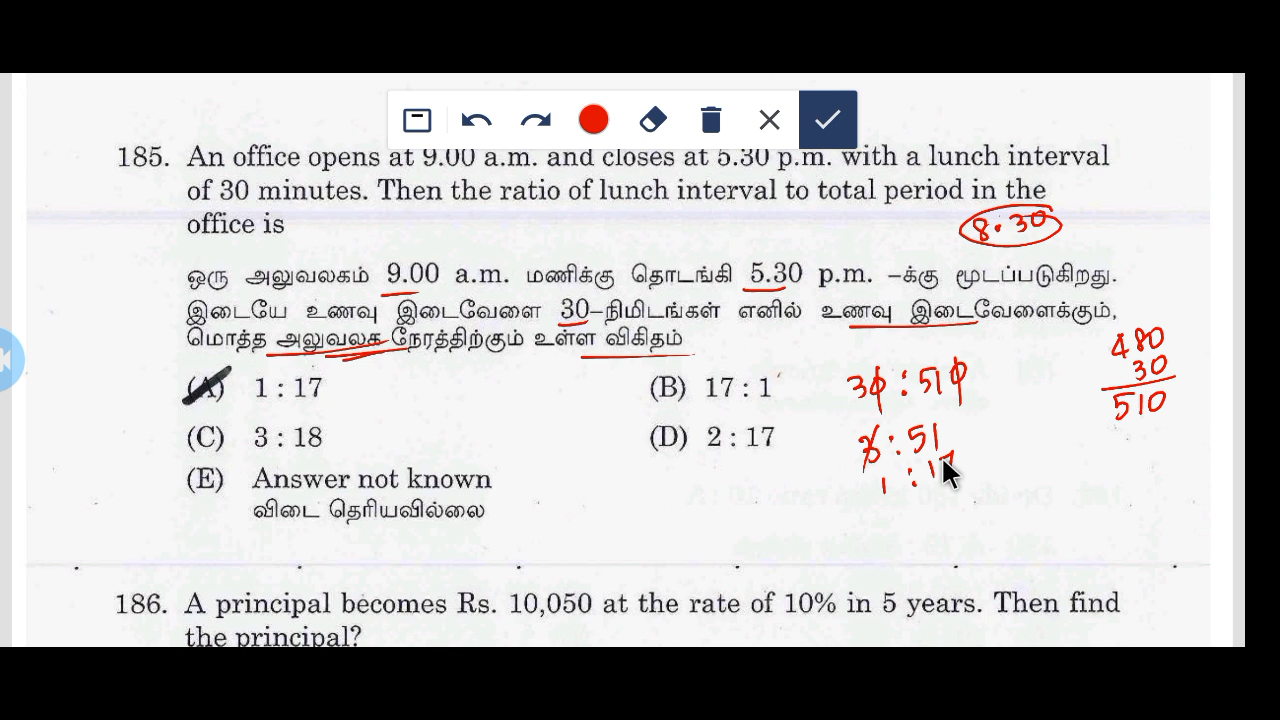 185. An office opens at 9.00 a.m. and closes at 5.30 p.m. with a lunch interval
of 30 minutes. Then the ratio of lunch interval to total period in the
office is
8.30
ஒரு அலுவலகம் 9.00 a.m. மணிக்கு தொடங்கி 5.30 p.m. –க்கு மூடப்படுகிறது.
இடையே உணவு இடைவேளை 30–நிமிடங்கள் எனில் உணவு இடைவேளைக்கும்,
மொத்த அலுவலக நேரத்திற்கும் உள்ள விகிதம்
480
30
510
(A) 1 : 17
(B) 17 : 1
30 : 510
(C) 3 : 18
(D) 2 : 17
3 : 51
1 : 17
(E) Answer not known
விடை தெரியவில்லை
186. A principal becomes Rs. 10,050 at the rate of 10% in 5 years. Then find
the principal?